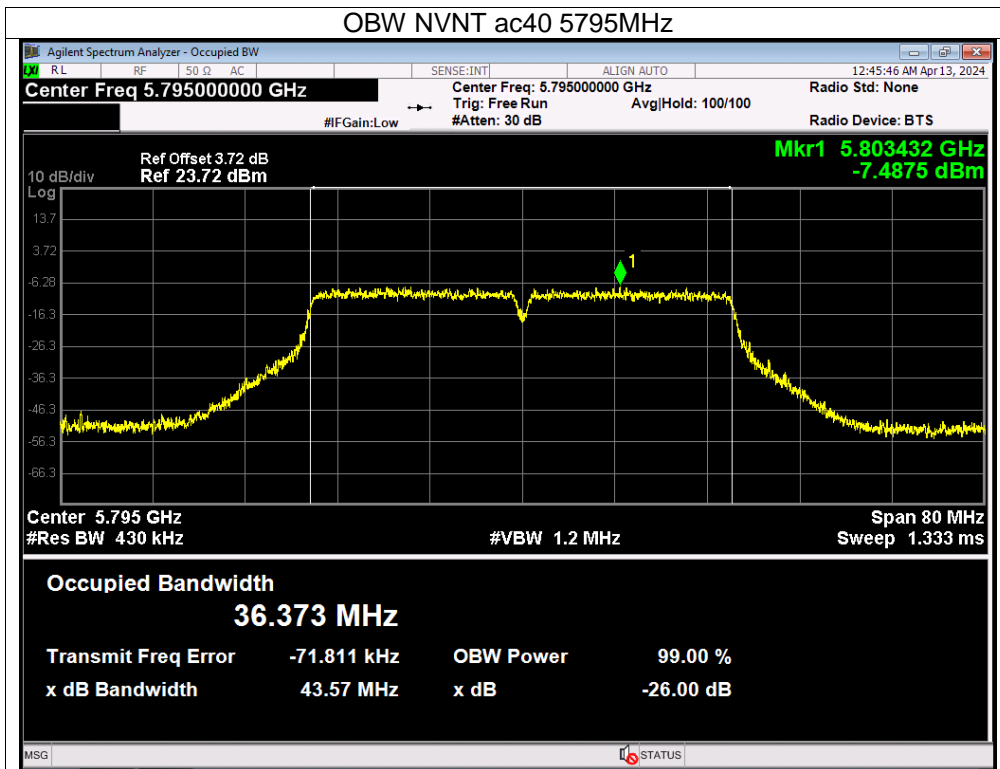 OBW NVNT ac40 5795MHz
Agilent Spectrum Analyzer - Occupied BW
LXI RL RF 50 Ω AC SENSE:INT ALIGN AUTO 12:45:46 AM Apr 13, 2024
Center Freq 5.795000000 GHz Center Freq: 5.795000000 GHz Radio Std: None
Trig: Free Run Avg|Hold: 100/100
#IFGain:Low #Atten: 30 dB Radio Device: BTS
Mkr1 5.803432 GHz
-7.4875 dBm
Ref Offset 3.72 dB
10 dB/div Ref 23.72 dBm
Log
13.7
3.72
1
-6.28
-16.3
-26.3
-36.3
-46.3
-56.3
-66.3
Center 5.795 GHz Span 80 MHz
#Res BW 430 kHz #VBW 1.2 MHz Sweep 1.333 ms
Occupied Bandwidth
36.373 MHz
Transmit Freq Error -71.811 kHz OBW Power 99.00 %
x dB Bandwidth 43.57 MHz x dB -26.00 dB
MSG STATUS